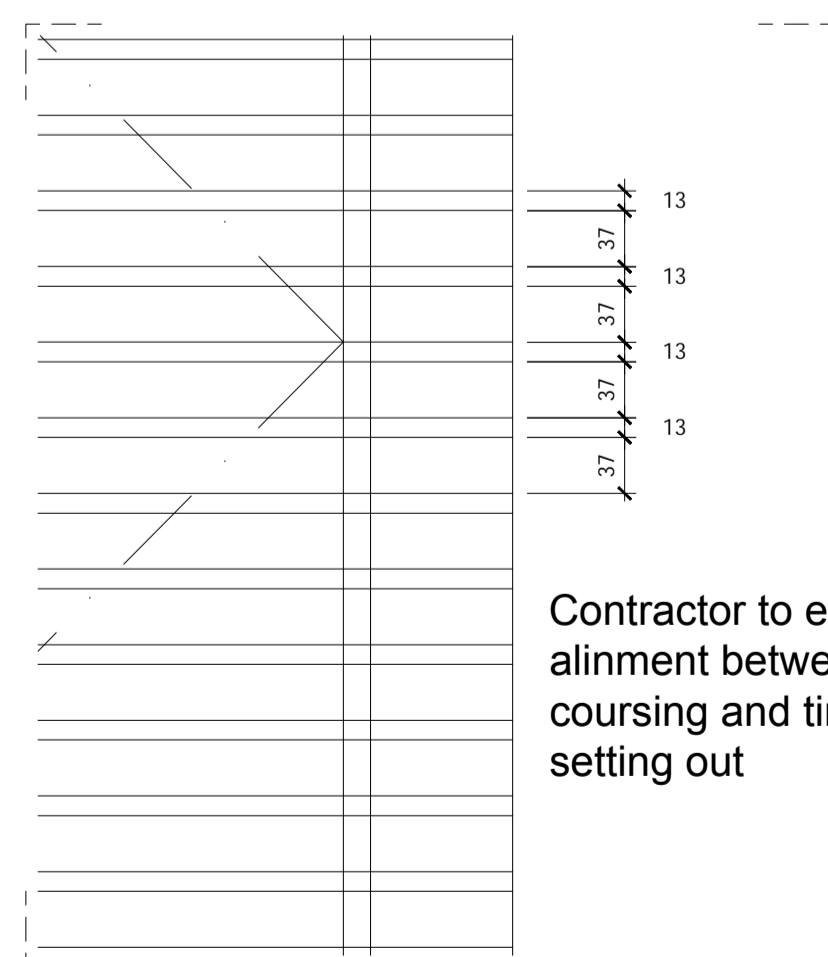 13
37
13
37
13
37
13
37
Contractor to
alinment
coursing and
setting out